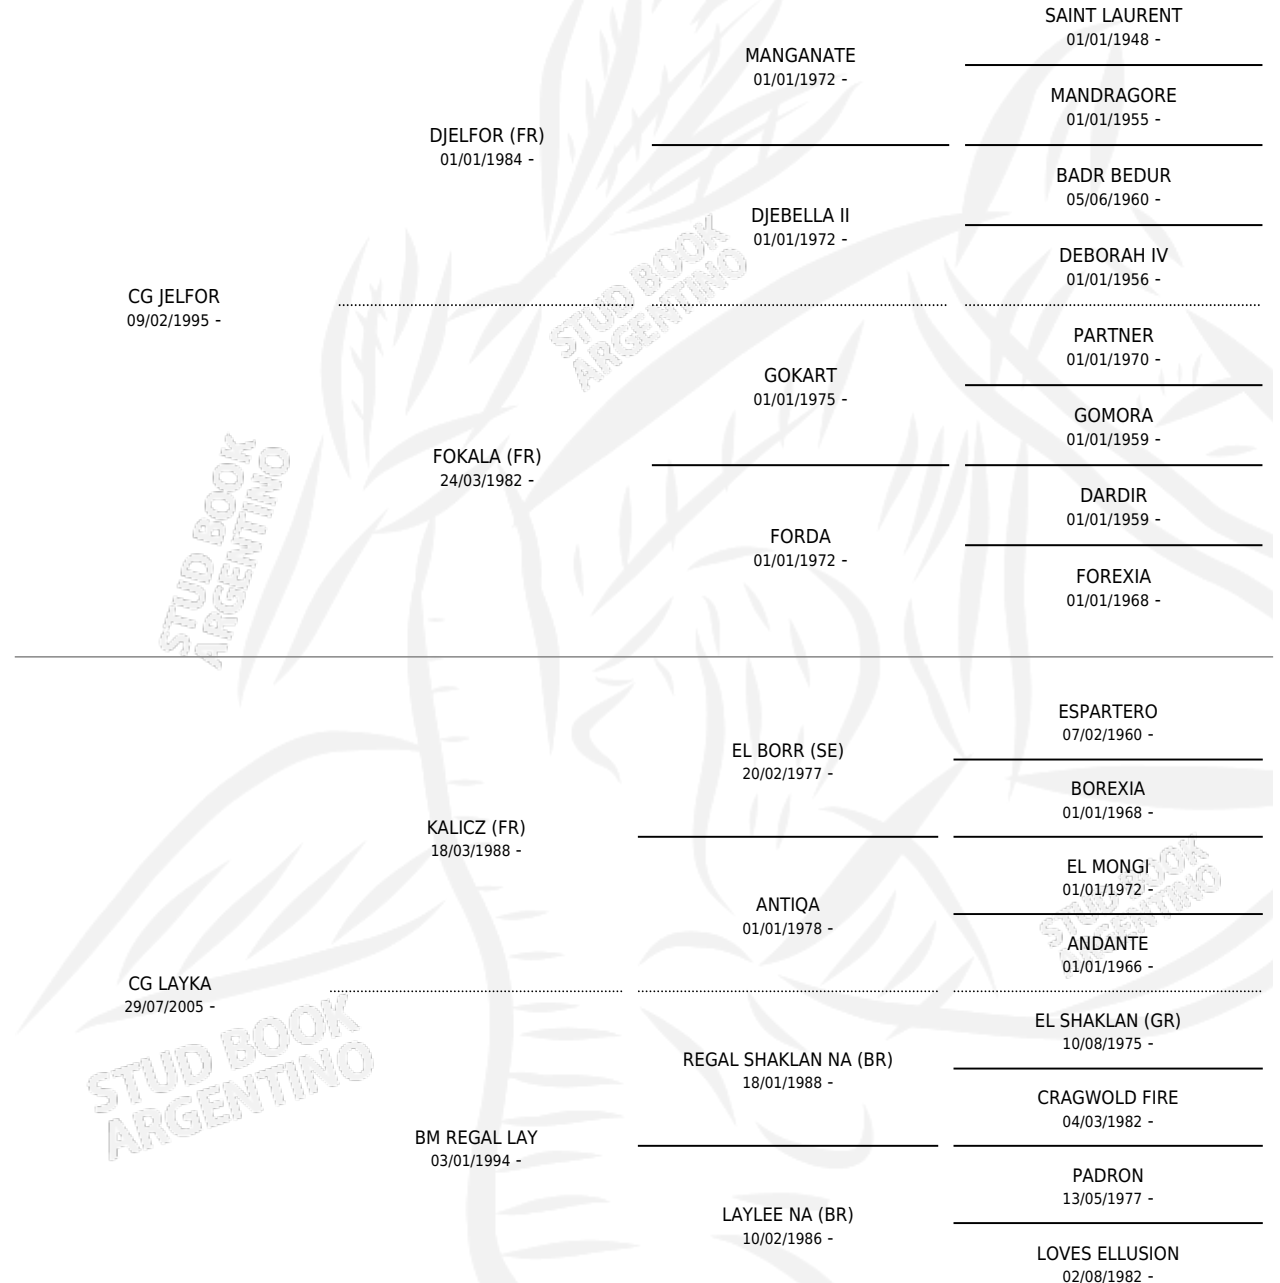 SAINT LAURENT
01/01/1948 -
MANGANATE
01/01/1972 -
MANDRAGORE
01/01/1955 -
DJELFOR (FR)
01/01/1984 -
BADR BEDUR
05/06/1960 -
DJEBELLA II
01/01/1972 -
DEBORAH IV
01/01/1956 -
CG JELFOR
09/02/1995 -
STUD BOOK
ARGENTINO
PARTNER
01/01/1970 -
GOKART
01/01/1975 -
GOMORA
01/01/1959 -
FOKALA (FR)
24/03/1982 -
DARDIR
01/01/1959 -
FORDA
01/01/1972 -
FOREXIA
01/01/1968 -
STUD BOOK
ARGENTINO
ESPARTERO
07/02/1960 -
EL BORR (SE)
20/02/1977 -
BOREXIA
01/01/1968 -
KALICZ (FR)
18/03/1988 -
EL MONGI
01/01/1972 -
ANTIQA
01/01/1978 -
ANDANTE
01/01/1966 -
STUD BOOK
ARGENTINO
CG LAYKA
29/07/2005 -
STUD BOOK
ARGENTINO
EL SHAKLAN (GR)
10/08/1975 -
REGAL SHAKLAN NA (BR)
18/01/1988 -
CRAGWOLD FIRE
04/03/1982 -
BM REGAL LAY
03/01/1994 -
PADRON
13/05/1977 -
LAYLEE NA (BR)
10/02/1986 -
LOVES ELLUSION
02/08/1982 -